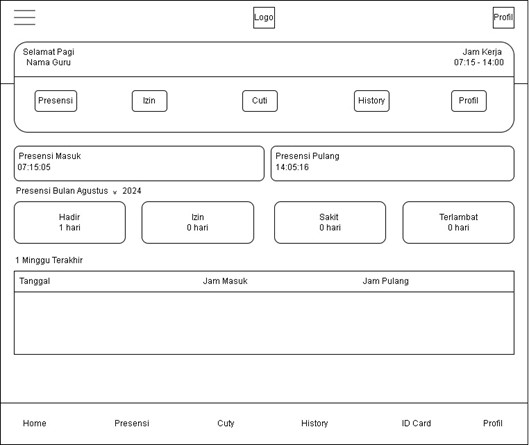 Logo
Profil
Selamat Pagi
Jam Kerja
Nama Guru
07:15 - 14:00
Presensi
Izin
Cuti
History
Profil
Presensi Masuk
07:15:05
Presensi Pulang
14:05:16
Presensi Bulan Agustus v 2024
Hadir
1 hari
Izin
0 hari
Sakit
0 hari
Terlambat
0 hari
1 Minggu Terakhir
Tanggal
Jam Masuk
Jam Pulang
Home
Presensi
Cuty
History
ID Card
Profil